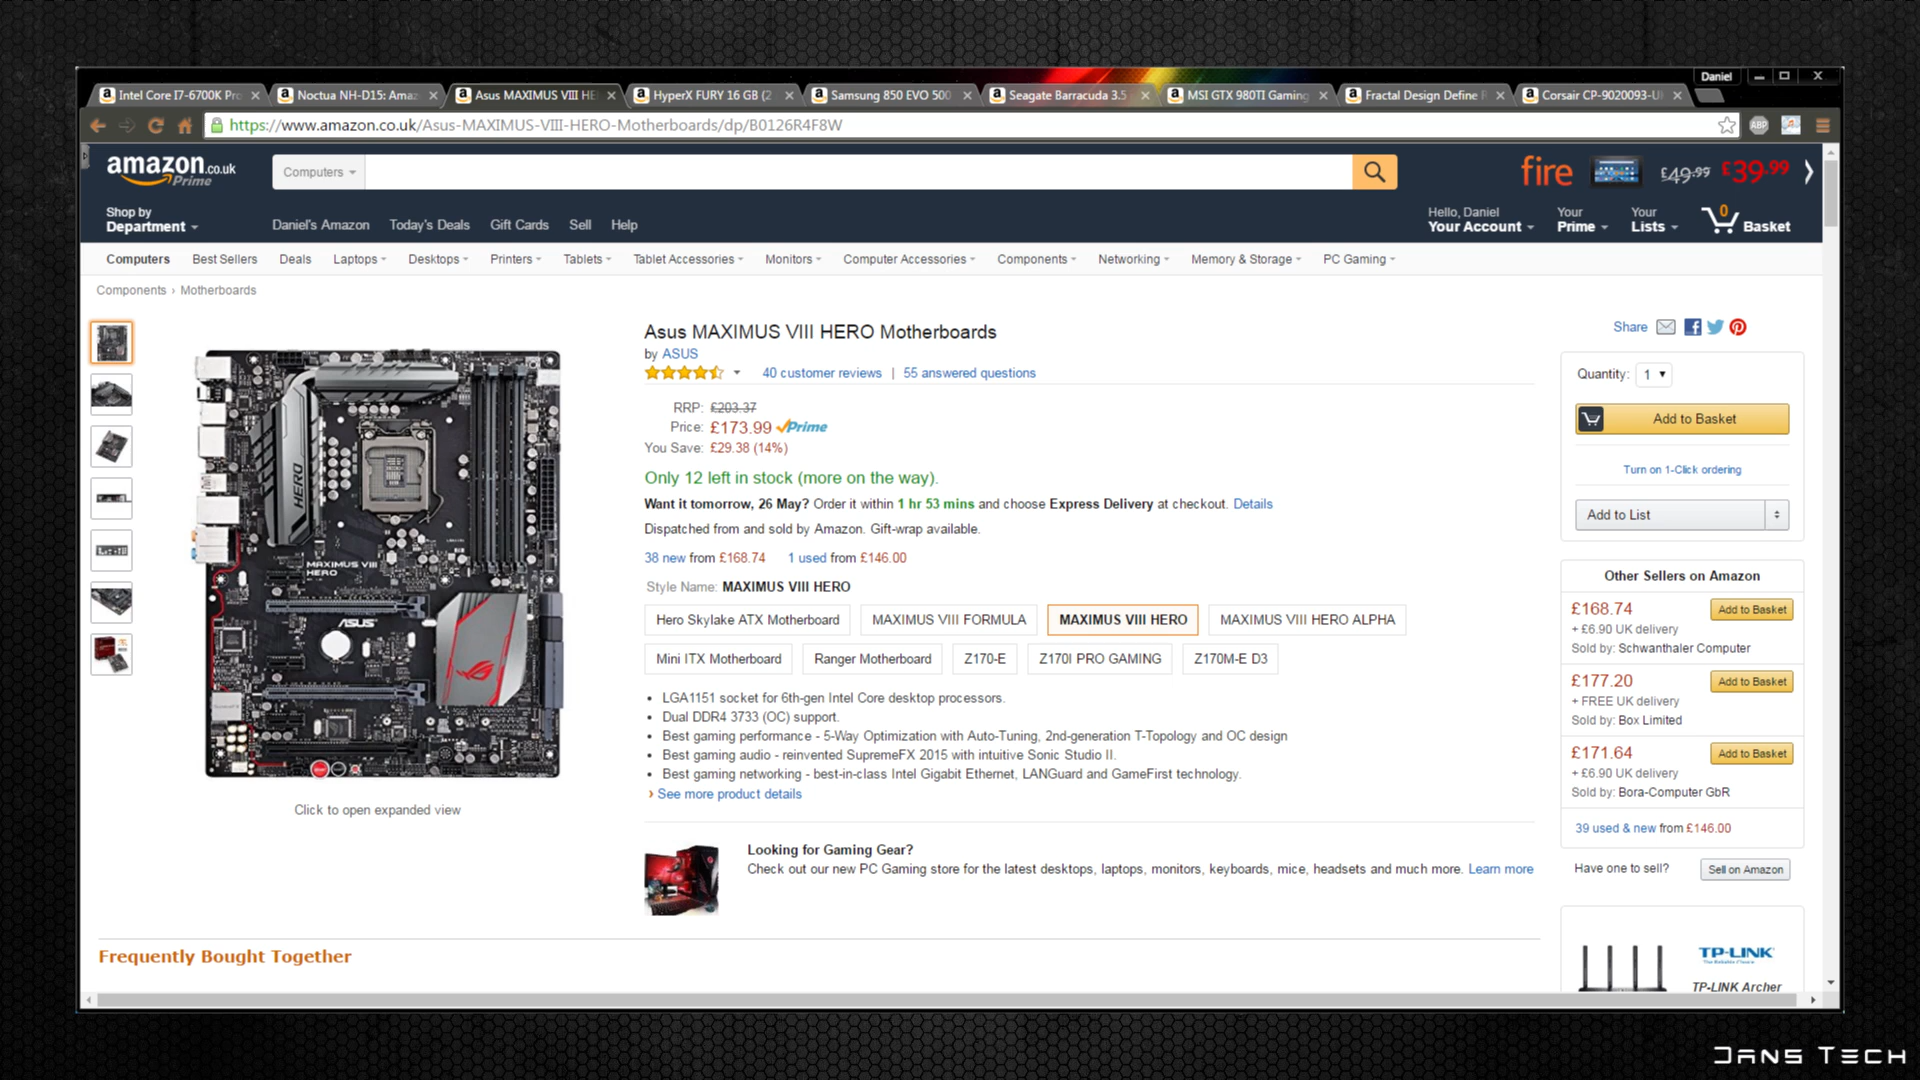 Daniel
Intel Core I7-6700K Pr
Noctua NH-D15: Amaz
Asus MAXIMUS VIII HE
HyperX FURY 16 GB (2
Samsung 850 EVO 500
Seagate Barracuda 3.5
MSI GTX 980TI Gaming
Fractal Design Define
Corsair CP-9020093-U
https://www.amazon.co.uk/Asus-MAXIMUS-VIII-HERO-Motherboards/dp/B0126R4F8W
ABP
amazon.co.uk
Prime
Computers
fire
£49.99 £39.99
Shop by
Department
Daniel's Amazon
Today's Deals
Gift Cards
Sell
Help
Hello, Daniel
Your Account
Your
Prime
Your
Lists
0
Basket
Computers
Best Sellers
Deals
Laptops
Desktops
Printers
Tablets
Tablet Accessories
Monitors
Computer Accessories
Components
Networking
Memory & Storage
PC Gaming
Components › Motherboards
HERO
MAXIMUS VIII
HERO
ASUS
Click to open expanded view
Asus MAXIMUS VIII HERO Motherboards
by ASUS
40 customer reviews | 55 answered questions
RRP: £203.37
Price: £173.99 Prime
You Save: £29.38 (14%)
Only 12 left in stock (more on the way).
Want it tomorrow, 26 May? Order it within 1 hr 53 mins and choose Express Delivery at checkout. Details
Dispatched from and sold by Amazon. Gift-wrap available.
38 new from £168.74 1 used from £146.00
Style Name: MAXIMUS VIII HERO
Hero Skylake ATX Motherboard
MAXIMUS VIII FORMULA
MAXIMUS VIII HERO
MAXIMUS VIII HERO ALPHA
Mini ITX Motherboard
Ranger Motherboard
Z170-E
Z170I PRO GAMING
Z170M-E D3
• LGA1151 socket for 6th-gen Intel Core desktop processors.
• Dual DDR4 3733 (OC) support.
• Best gaming performance - 5-Way Optimization with Auto-Tuning, 2nd-generation T-Topology and OC design
• Best gaming audio - reinvented SupremeFX 2015 with intuitive Sonic Studio II.
• Best gaming networking - best-in-class Intel Gigabit Ethernet, LANGuard and GameFirst technology.
› See more product details
Looking for Gaming Gear?
Check out our new PC Gaming store for the latest desktops, laptops, monitors, keyboards, mice, headsets and much more. Learn more
Share
Quantity: 1
Add to Basket
Turn on 1-Click ordering
Add to List
Other Sellers on Amazon
£168.74
Add to Basket
+ £6.90 UK delivery
Sold by: Schwanthaler Computer
£177.20
Add to Basket
+ FREE UK delivery
Sold by: Box Limited
£171.64
Add to Basket
+ £6.90 UK delivery
Sold by: Bora-Computer GbR
39 used & new from £146.00
Have one to sell?
Sell on Amazon
TP-LINK
The Reliable Choice
TP-LINK Archer
Frequently Bought Together
DANS TECH